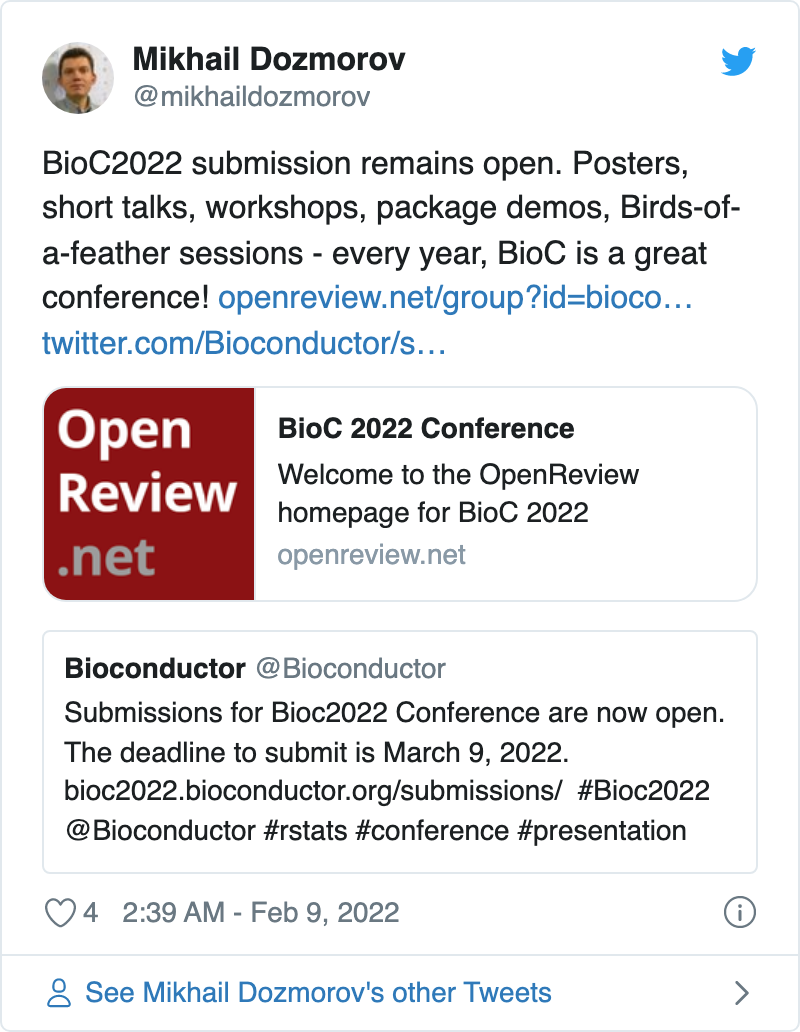 Mikhail Dozmorov
@mikhaildozmorov
BioC2022 submission remains open. Posters,
short talks, workshops, package demos, Birds-of-
a-feather sessions - every year, BioC is a great
conference! openreview.net/group?id=bioco…
twitter.com/Bioconductor/s…
Open
Review
.net
BioC 2022 Conference
Welcome to the OpenReview
homepage for BioC 2022
openreview.net
Bioconductor @Bioconductor
Submissions for Bioc2022 Conference are now open.
The deadline to submit is March 9, 2022.
bioc2022.bioconductor.org/submissions/ #Bioc2022
@Bioconductor #rstats #conference #presentation
4 2:39 AM - Feb 9, 2022
See Mikhail Dozmorov's other Tweets